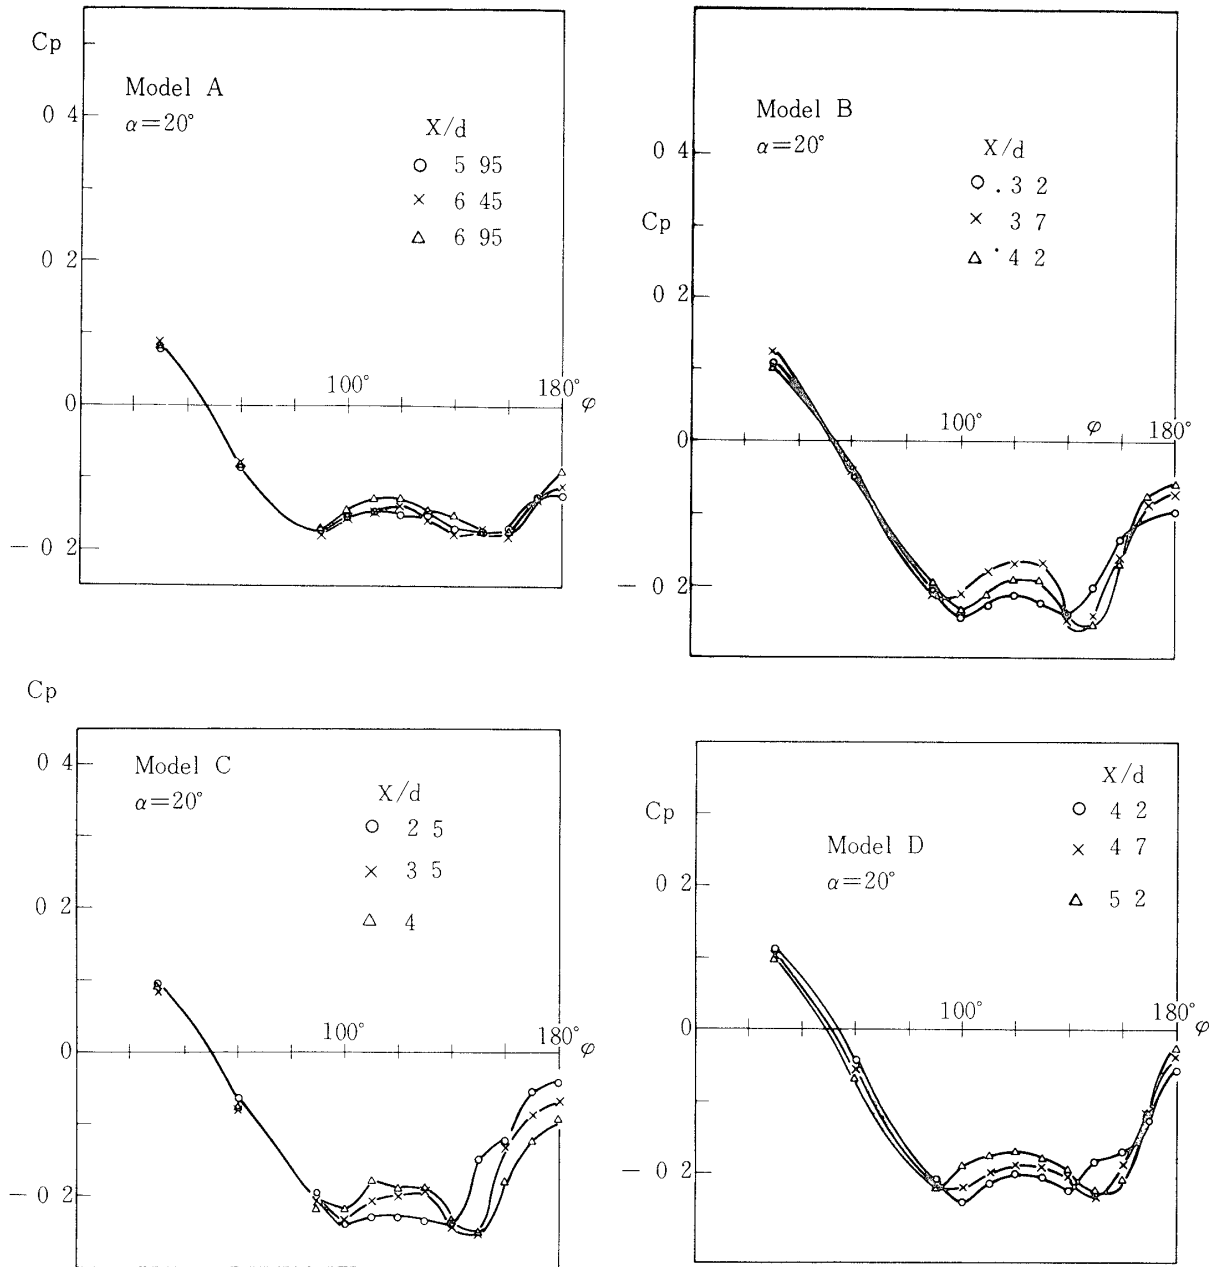 Cp
Model A
α=20°
X/d
○ 5 95
× 6 45
△ 6 95
0 4
0 2
0
− 0 2
100°
180°
φ
Model B
α=20°
X/d
○ . 3 2
× 3 7
△ · 4 2
0 4
Cp
0 2
0
− 0 2
100°
φ
180°
Cp
Model C
α=20°
X/d
○ 2 5
× 3 5
△ 4
0 4
0 2
0
− 0 2
100°
180°
φ
X/d
○ 4 2
× 4 7
△ 5 2
Cp
Model D
α=20°
0 2
0
− 0 2
100°
180°
φ